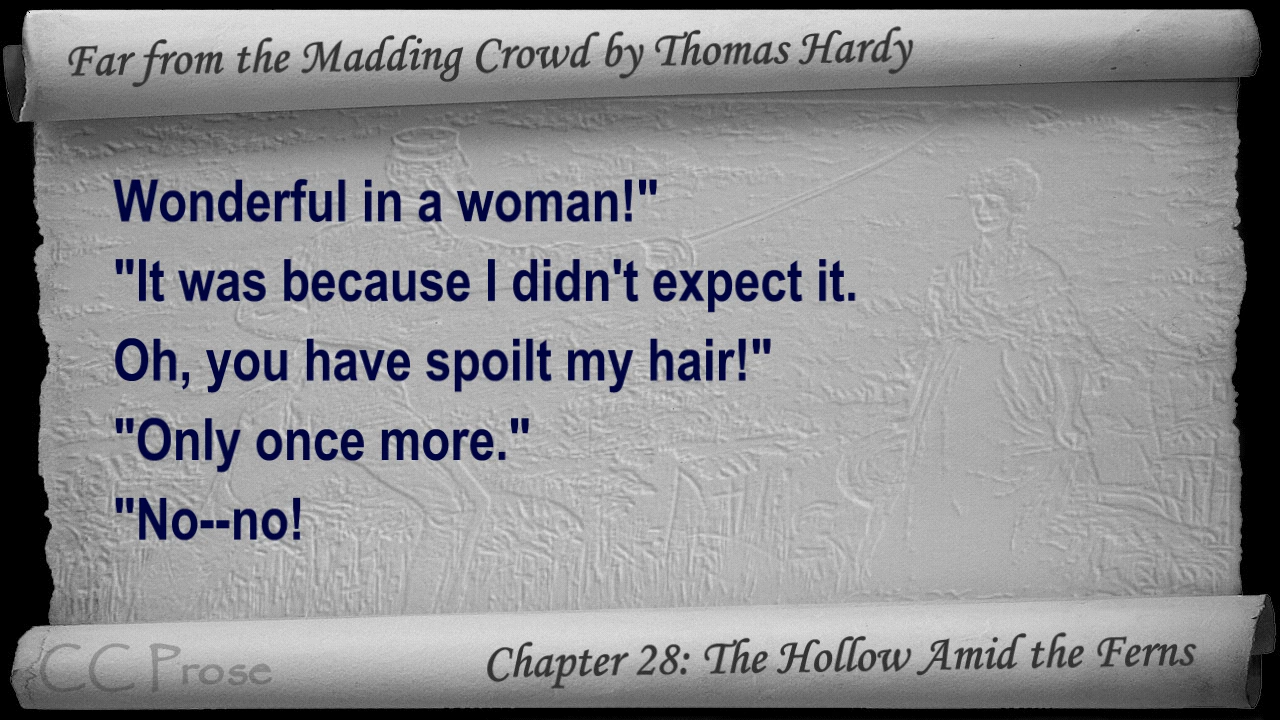 Far from the Madding Crowd by Thomas Hardy
Wonderful in a woman!"
"It was because I didn't expect it.
Oh, you have spoilt my hair!"
"Only once more."
"No--no!
CC Prose
Chapter 28: The Hollow Amid the Ferns